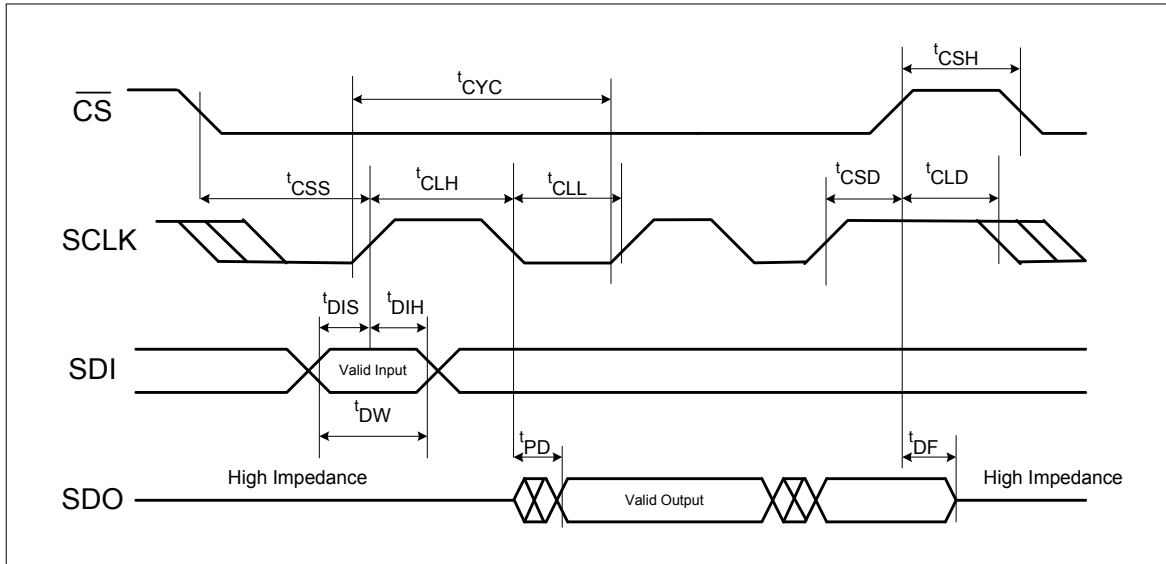 tCSH
tCYC
CS
tCSS tCLH tCLL tCSD tCLD
SCLK
tDIS tDIH
SDI Valid Input
tDW
tPD tDF
High Impedance High Impedance
SDO Valid Output